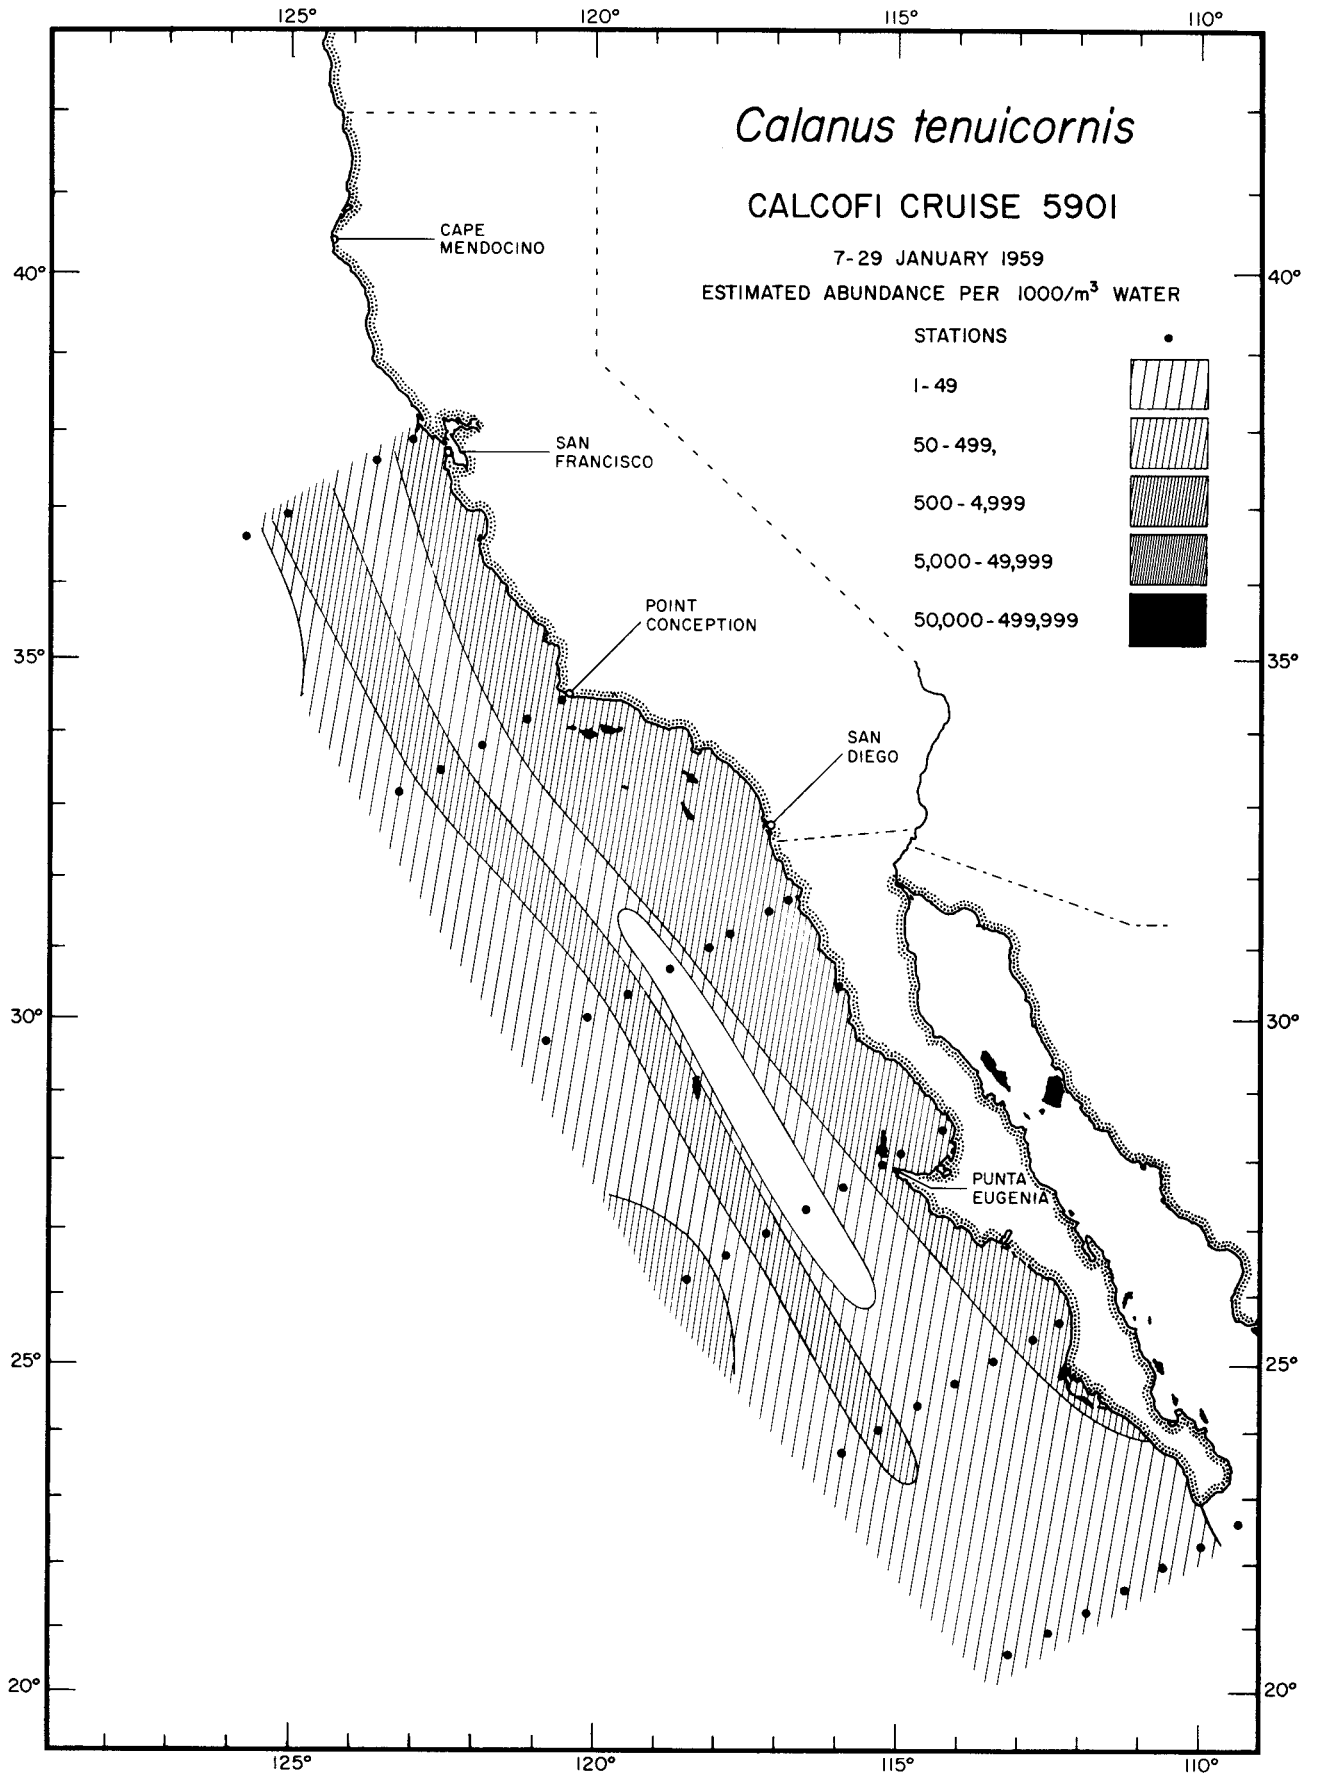 125° 120° 115° 110°
Calanus tenuicornis
CALCOFI CRUISE 5901
CAPE
MENDOCINO
7-29 JANUARY 1959
40° 40°
ESTIMATED ABUNDANCE PER 1000/m³ WATER
STATIONS
1-49
50-499,
SAN
FRANCISCO
500-4,999
5,000-49,999
POINT
CONCEPTION
50,000-499,999
35° 35°
SAN
DIEGO
30° 30°
PUNTA
EUGENIA
25° 25°
20° 20°
125° 120° 115° 110°